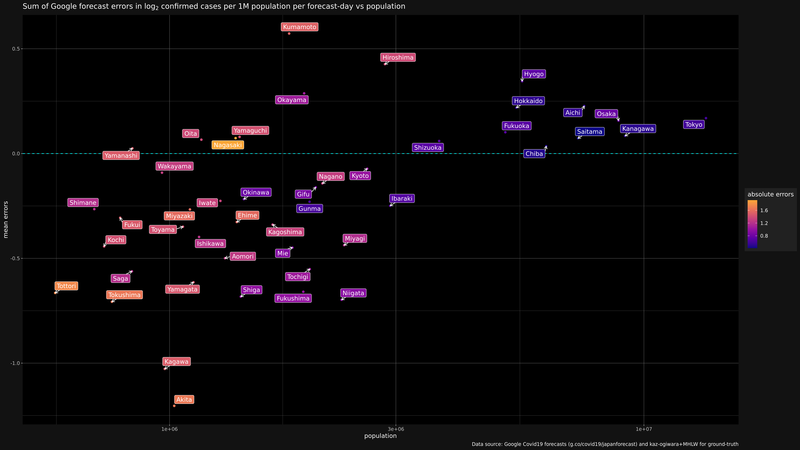 Sum of Google forecast errors in log₂ confirmed cases per 1M population per forecast-day vs population
Kumamoto
0.5
Hiroshima
Hyogo
Okayama
Hokkaido
Aichi
Osaka
Tokyo
Fukuoka
Kanagawa
Saitama
Oita
Yamaguchi
Nagasaki
Shizuoka
0.0
Yamanashi
Chiba
Wakayama
Nagano
Kyoto
absolute errors
Okinawa
Gifu
Ibaraki
1.6
Shimane
Iwate
Gunma
1.2
Miyazaki
Ehime
0.8
mean errors
Fukui
Toyama
Kagoshima
Kochi
Ishikawa
Miyagi
Aomori
Mie
-0.5
Saga
Tochigi
Tottori
Yamagata
Shiga
Tokushima
Fukushima
Niigata
Kagawa
-1.0
Akita
1e+06
3e+06
1e+07
population
Data source: Google Covid19 forecasts (g.co/covid19/japanforecast) and kaz-ogiwara+MHLW for ground-truth